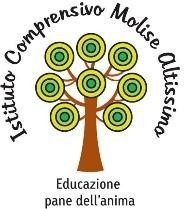 Istituto Comprensivo Molise Altissimo
Educazione
pane dell'anima